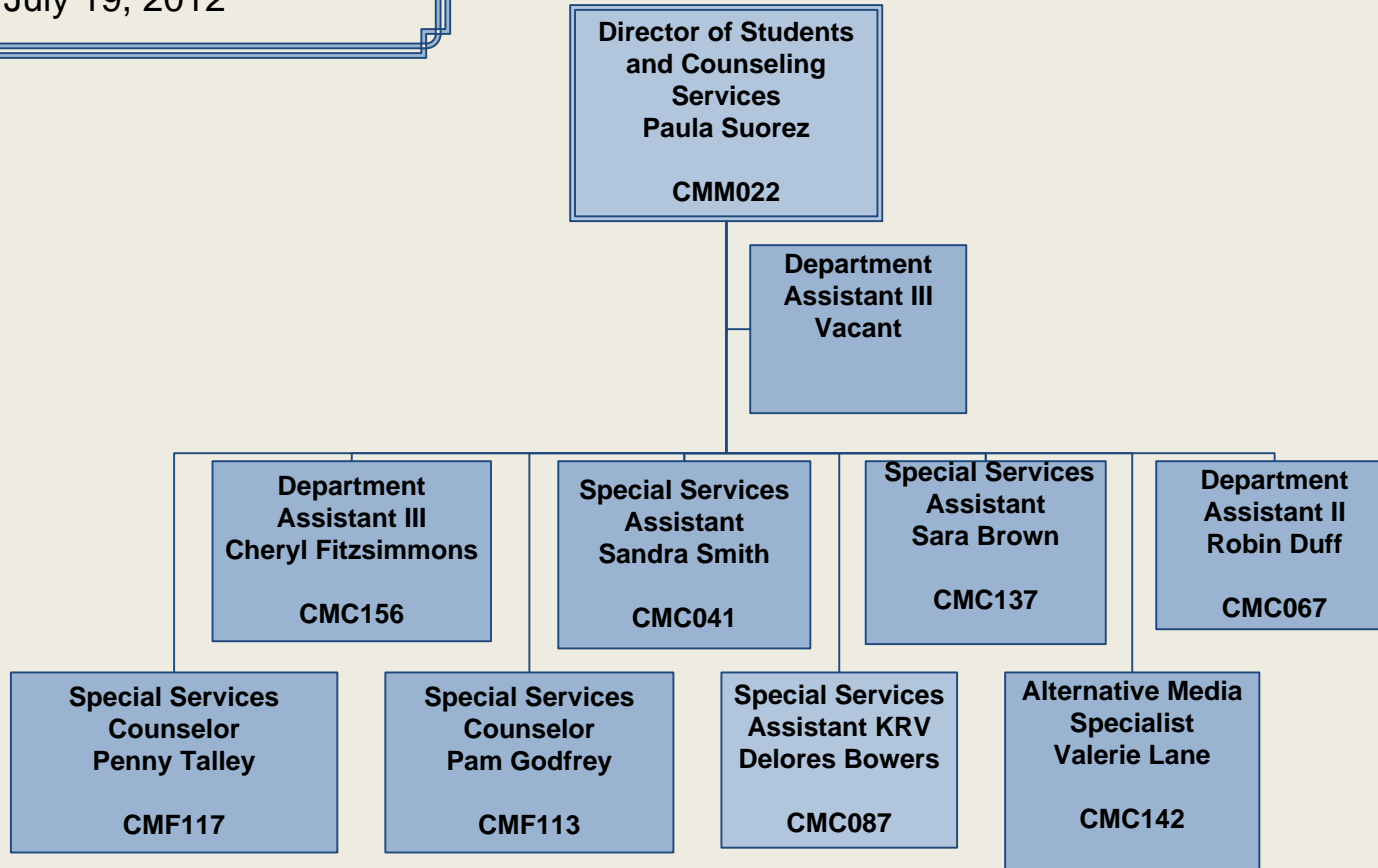 July 19, 2012
Director of Students
and Counseling
Services
Paula Suorez
CMM022
Department
Assistant III
Vacant
Department
Assistant III
Cheryl Fitzsimmons
CMC156
Special Services
Assistant
Sandra Smith
CMC041
Special Services
Assistant
Sara Brown
CMC137
Department
Assistant II
Robin Duff
CMC067
Special Services
Counselor
Penny Talley
CMF117
Special Services
Counselor
Pam Godfrey
CMF113
Special Services
Assistant KRV
Delores Bowers
CMC087
Alternative Media
Specialist
Valerie Lane
CMC142